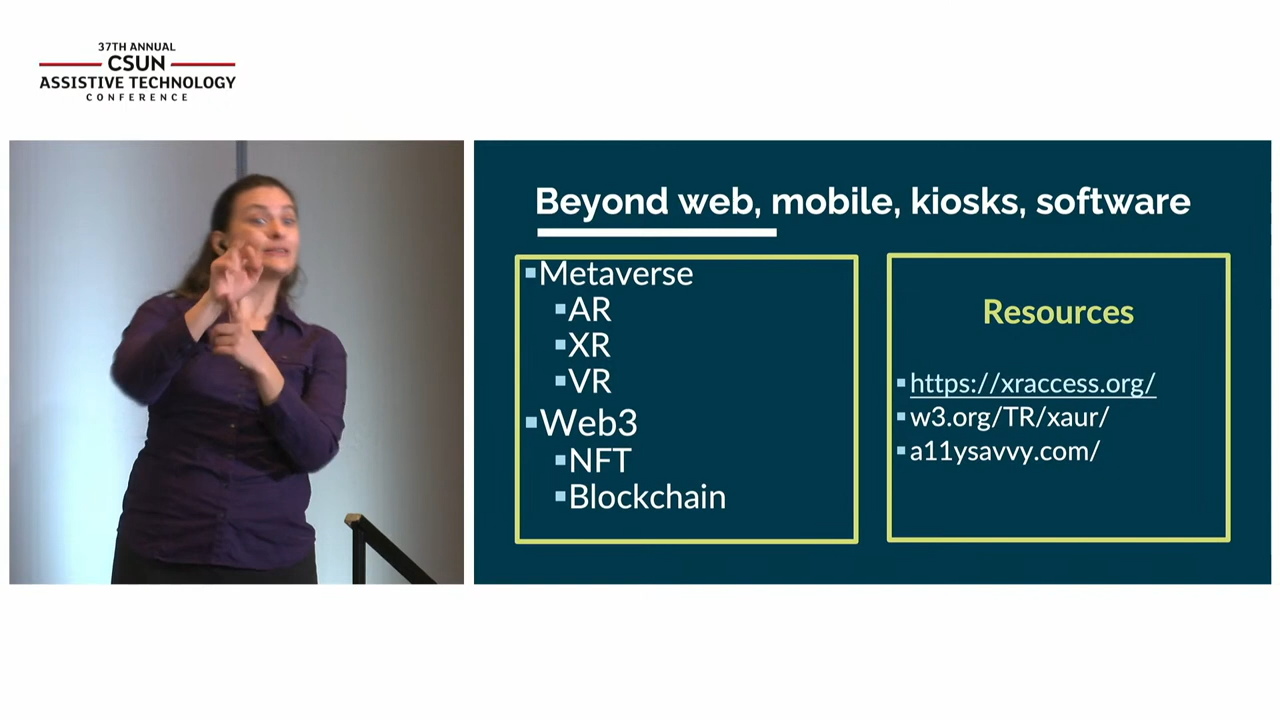 37TH ANNUAL
CSUN
ASSISTIVE TECHNOLOGY
CONFERENCE
Beyond web, mobile, kiosks, software
Metaverse
AR
XR
VR
Web3
NFT
Blockchain
Resources
https://xraccess.org/
w3.org/TR/xaur/
a11ysavvy.com/